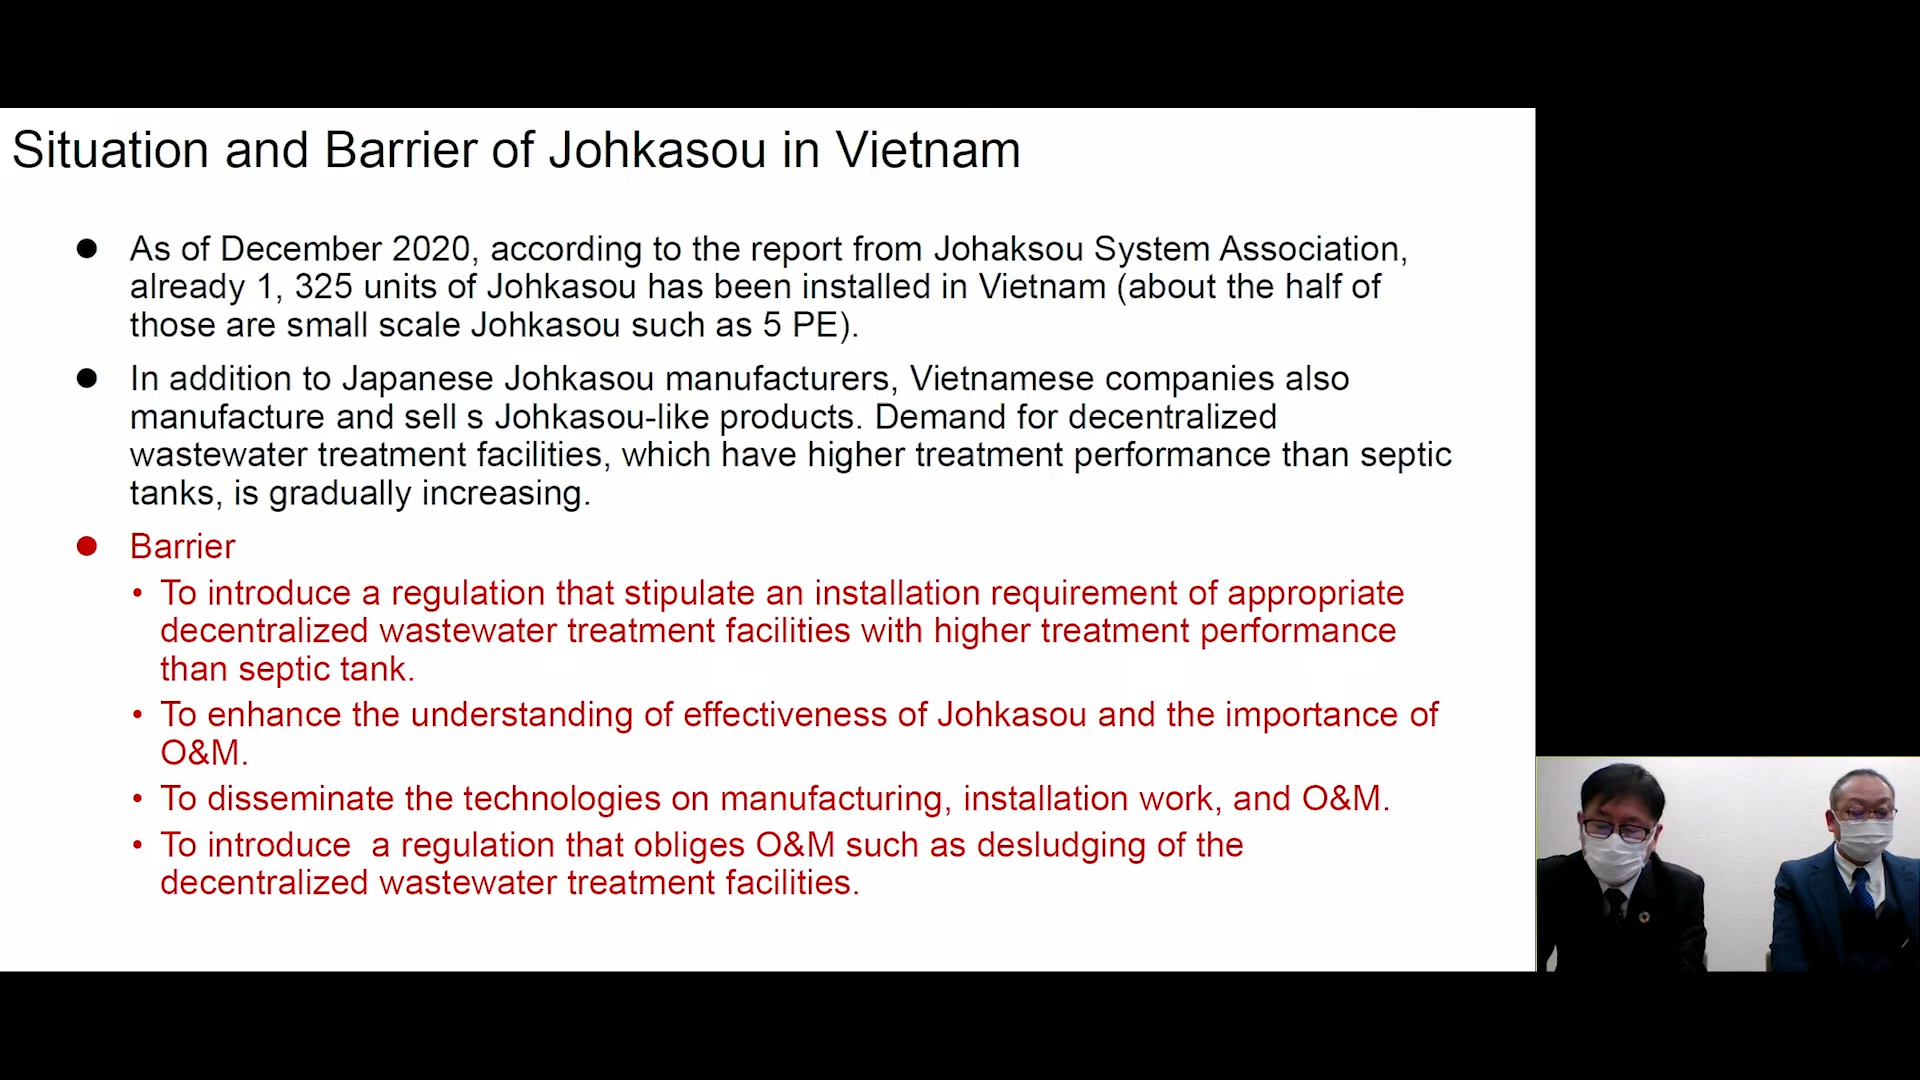 Situation and Barrier of Johkasou in Vietnam
● As of December 2020, according to the report from Johaksou System Association,
already 1, 325 units of Johkasou has been installed in Vietnam (about the half of
those are small scale Johkasou such as 5 PE).
● In addition to Japanese Johkasou manufacturers, Vietnamese companies also
manufacture and sell s Johkasou-like products. Demand for decentralized
wastewater treatment facilities, which have higher treatment performance than septic
tanks, is gradually increasing.
● Barrier
• To introduce a regulation that stipulate an installation requirement of appropriate
decentralized wastewater treatment facilities with higher treatment performance
than septic tank.
• To enhance the understanding of effectiveness of Johkasou and the importance of
O&M.
• To disseminate the technologies on manufacturing, installation work, and O&M.
• To introduce  a regulation that obliges O&M such as desludging of the
decentralized wastewater treatment facilities.